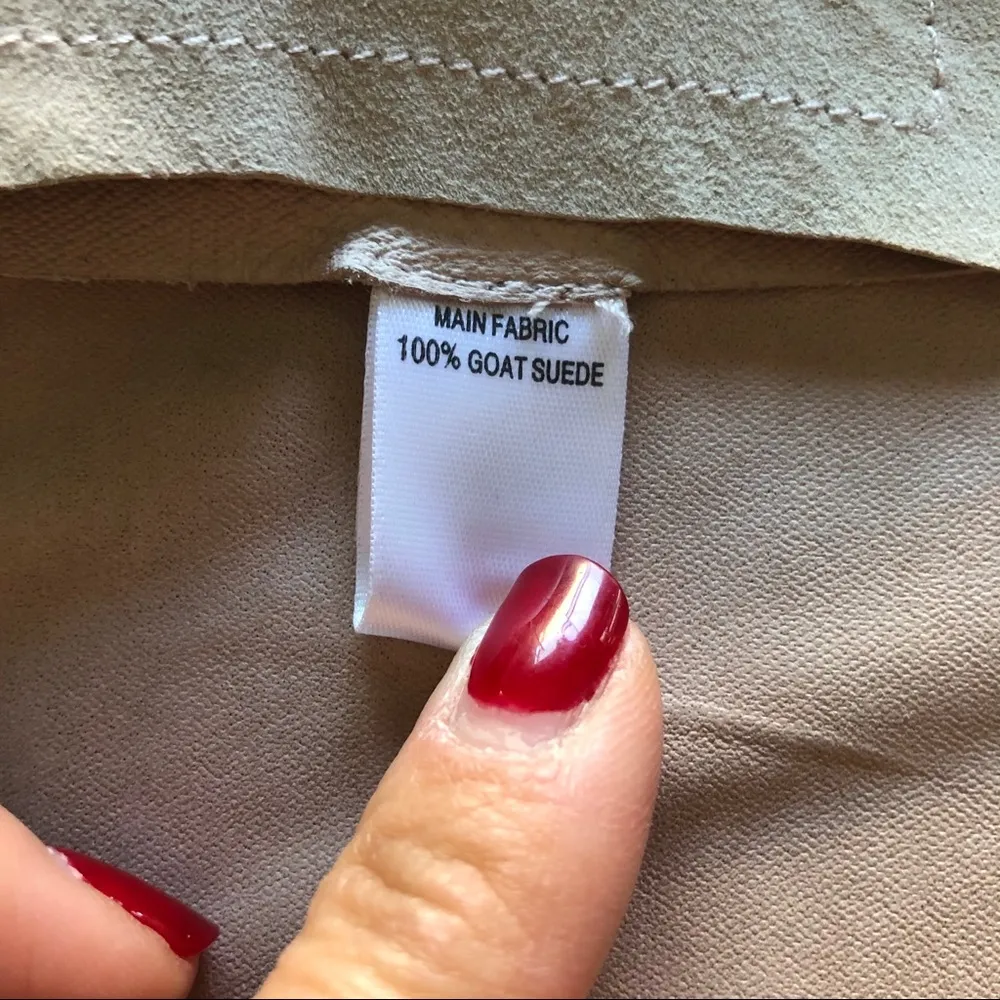 MAIN FABRIC
100% GOAT SUEDE